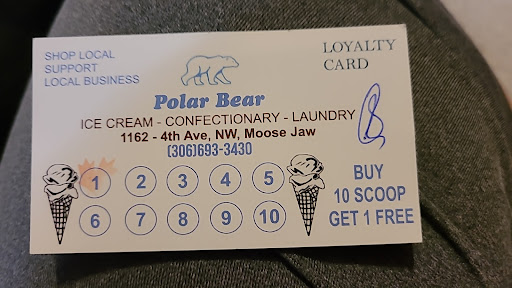 SHOP LOCAL
SUPPORT
LOCAL BUSINESS
LOYALTY
CARD
Polar Bear
ICE CREAM - CONFECTIONARY - LAUNDRY
1162 - 4th Ave, NW, Moose Jaw
(306)693-3430
1 2 3 4 5
6 7 8 9 10
BUY
10 SCOOP
GET 1 FREE